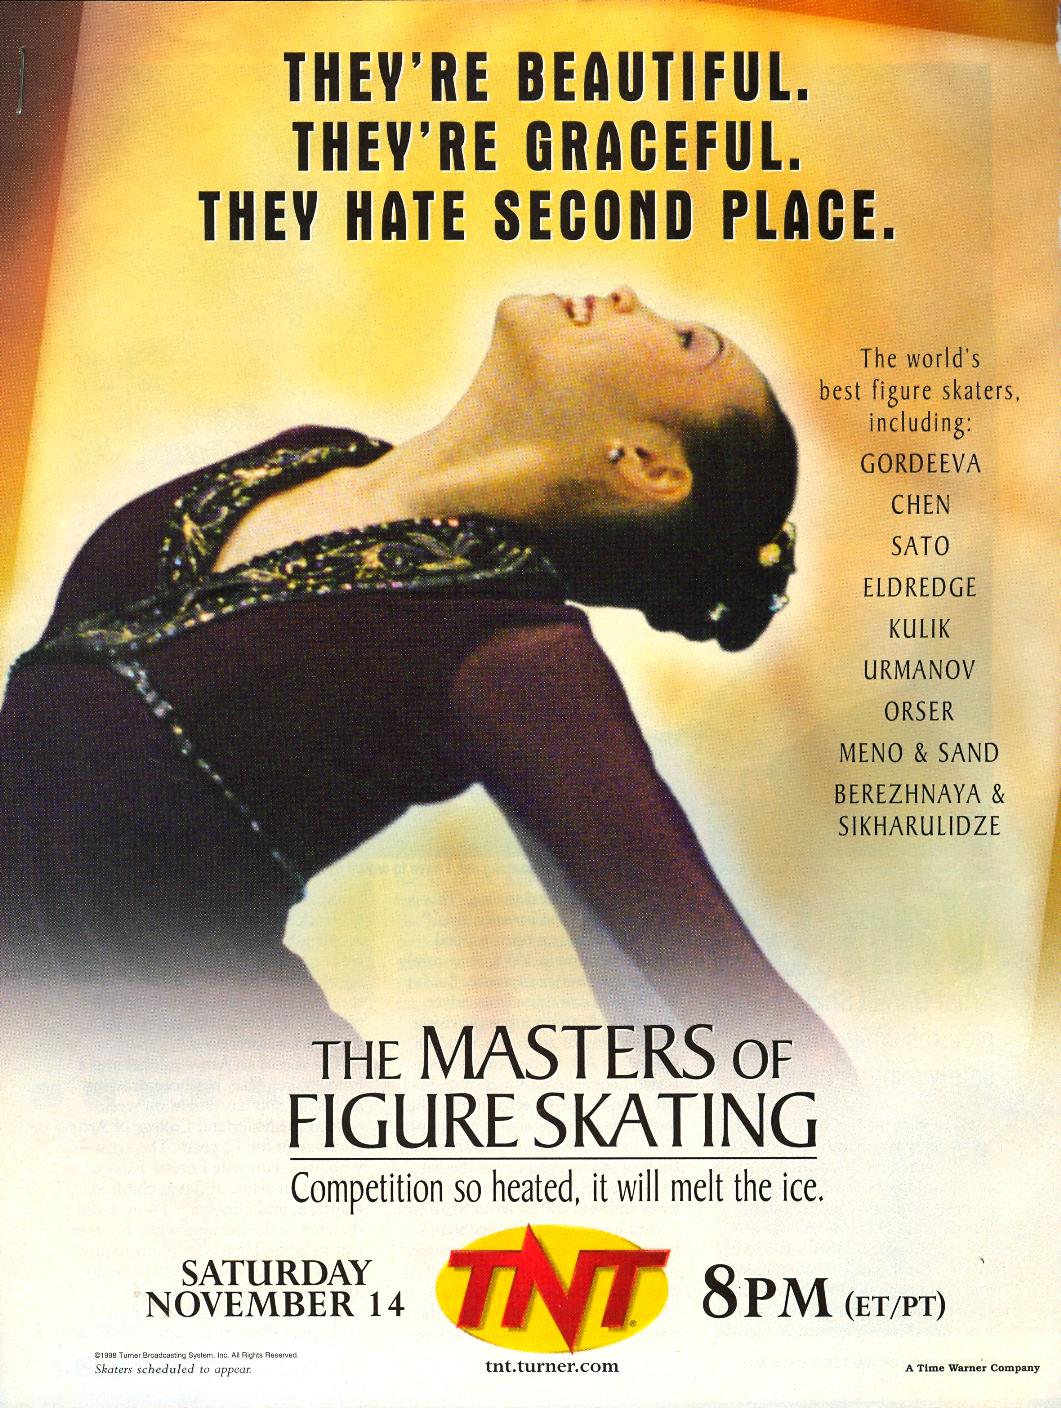 THEY'RE BEAUTIFUL.
THEY'RE GRACEFUL.
THEY HATE SECOND PLACE.
The world's
best figure skaters,
including:
GORDEEVA
CHEN
SATO
ELDREDGE
KULIK
URMANOV
ORSER
MENO & SAND
BEREZHNAYA &
SIKHARULIDZE
THE MASTERS OF
FIGURE SKATING
Competition so heated, it will melt the ice.
SATURDAY
NOVEMBER 14
TNT®
8PM (ET/PT)
©1998 Turner Broadcasting System, Inc. All Rights Reserved.
Skaters scheduled to appear.
tnt.turner.com
A Time Warner Company